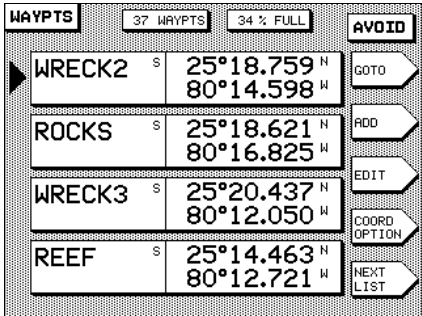 WAYPTS 37 WAYPTS 34 % FULL AVOID
WRECK2 S 25°18.759 N
80°14.598 W
GOTO
ROCKS S 25°18.621 N
80°16.825 W
ADD
WRECK3 S 25°20.437 N
80°12.050 W
EDIT
COORD
OPTION
REEF S 25°14.463 N
80°12.721 W
NEXT
LIST